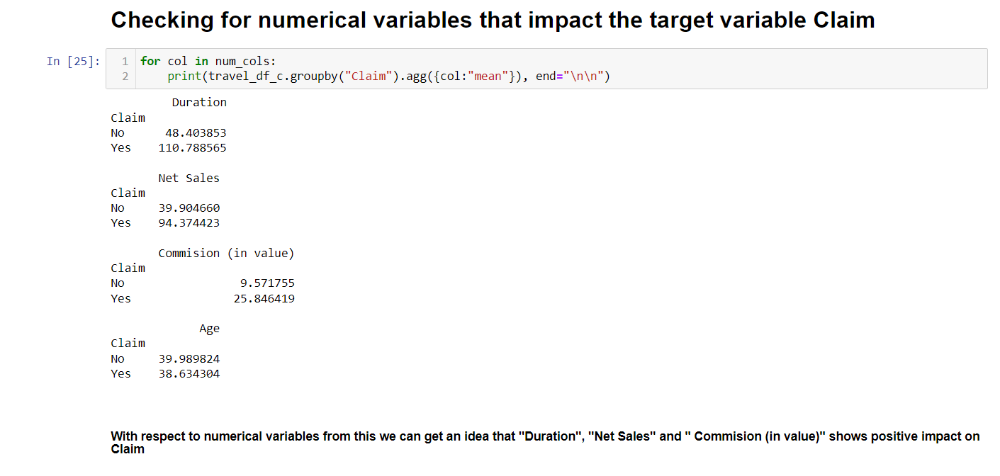 Checking for numerical variables that impact the target variable Claim
In [25]:
1 for col in num_cols:
2     print(travel_df_c.groupby("Claim").agg({col:"mean"}), end="\n\n")
         Duration
Claim
No      48.403853
Yes    110.788565
       Net Sales
Claim
No     39.904660
Yes    94.374423
       Commision (in value)
Claim
No                 9.571755
Yes               25.846419
             Age
Claim
No     39.989824
Yes    38.634304
With respect to numerical variables from this we can get an idea that "Duration", "Net Sales" and " Commision (in value)" shows positive impact on
Claim